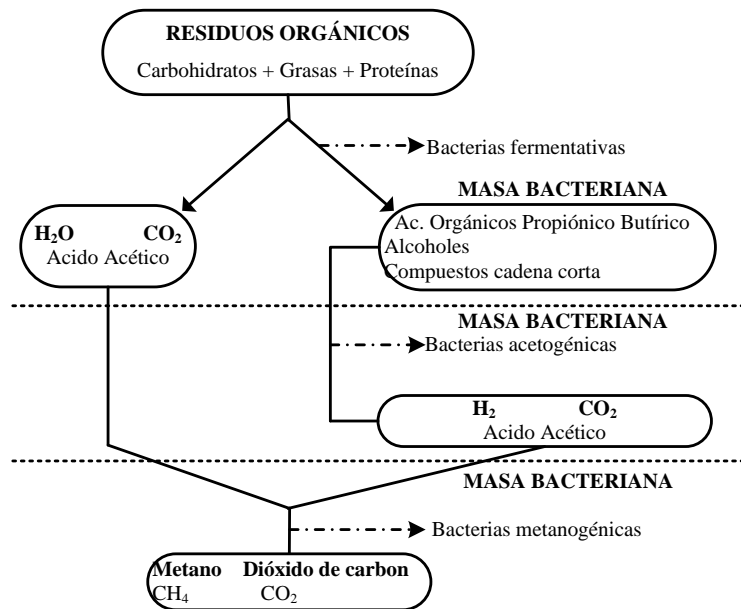 RESIDUOS ORGÁNICOS
Carbohidratos + Grasas + Proteínas
Bacterias fermentativas
MASA BACTERIANA
H₂O CO₂
Acido Acético
Ac. Orgánicos Propiónico Butírico
Alcoholes
Compuestos cadena corta
MASA BACTERIANA
Bacterias acetogénicas
H₂ CO₂
Acido Acético
MASA BACTERIANA
Bacterias metanogénicas
Metano Dióxido de carbon
CH₄ CO₂